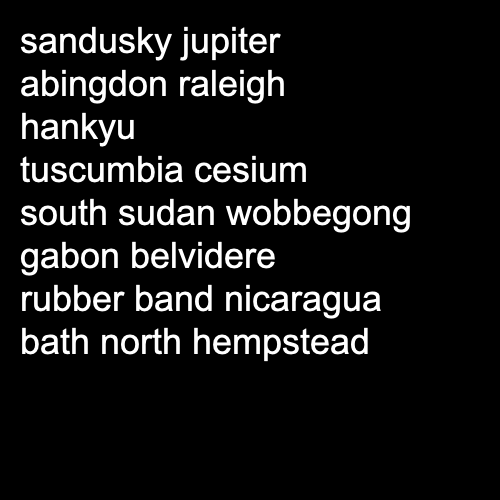 sandusky jupiter
abingdon raleigh
hankyu
tuscumbia cesium
south sudan wobbegong
gabon belvidere
rubber band nicaragua
bath north hempstead